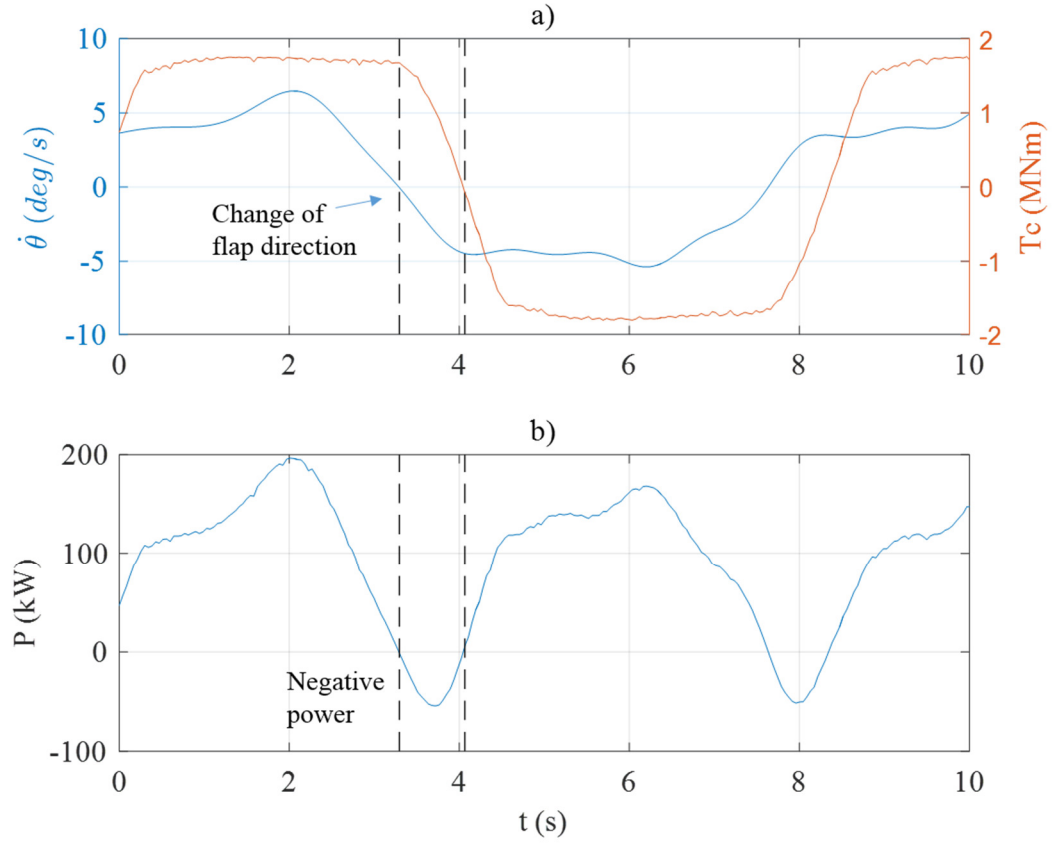 a)
10
5
0
-5
-10
θ̇ (deg/s)
2
1
0
-1
-2
Tc (MNm)
Change of
flap direction
0 2 4 6 8 10
b)
200
100
0
-100
P (kW)
Negative
power
0 2 4 6 8 10
t (s)